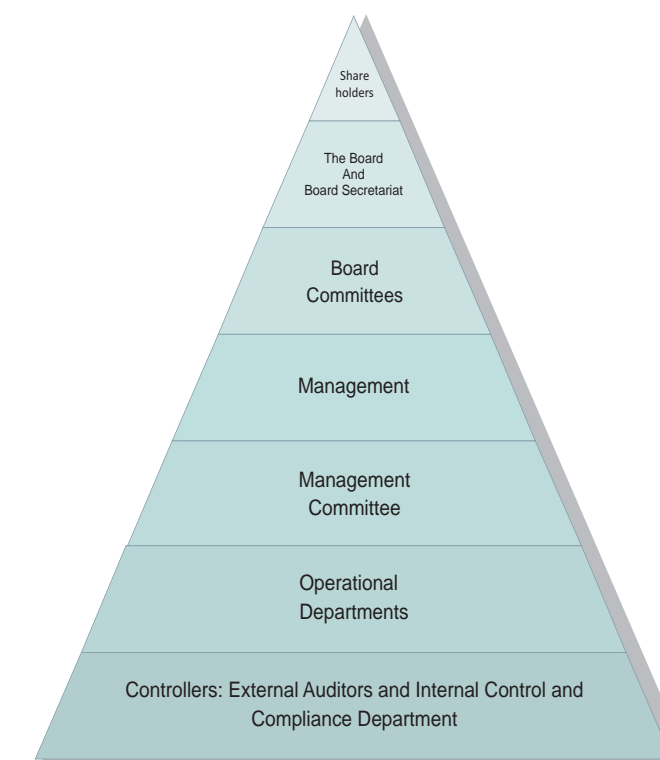 Share
holders
The Board
And
Board Secretariat
Board
Committees
Management
Management
Committee
Operational
Departments
Controllers: External Auditors and Internal Control and
Compliance Department